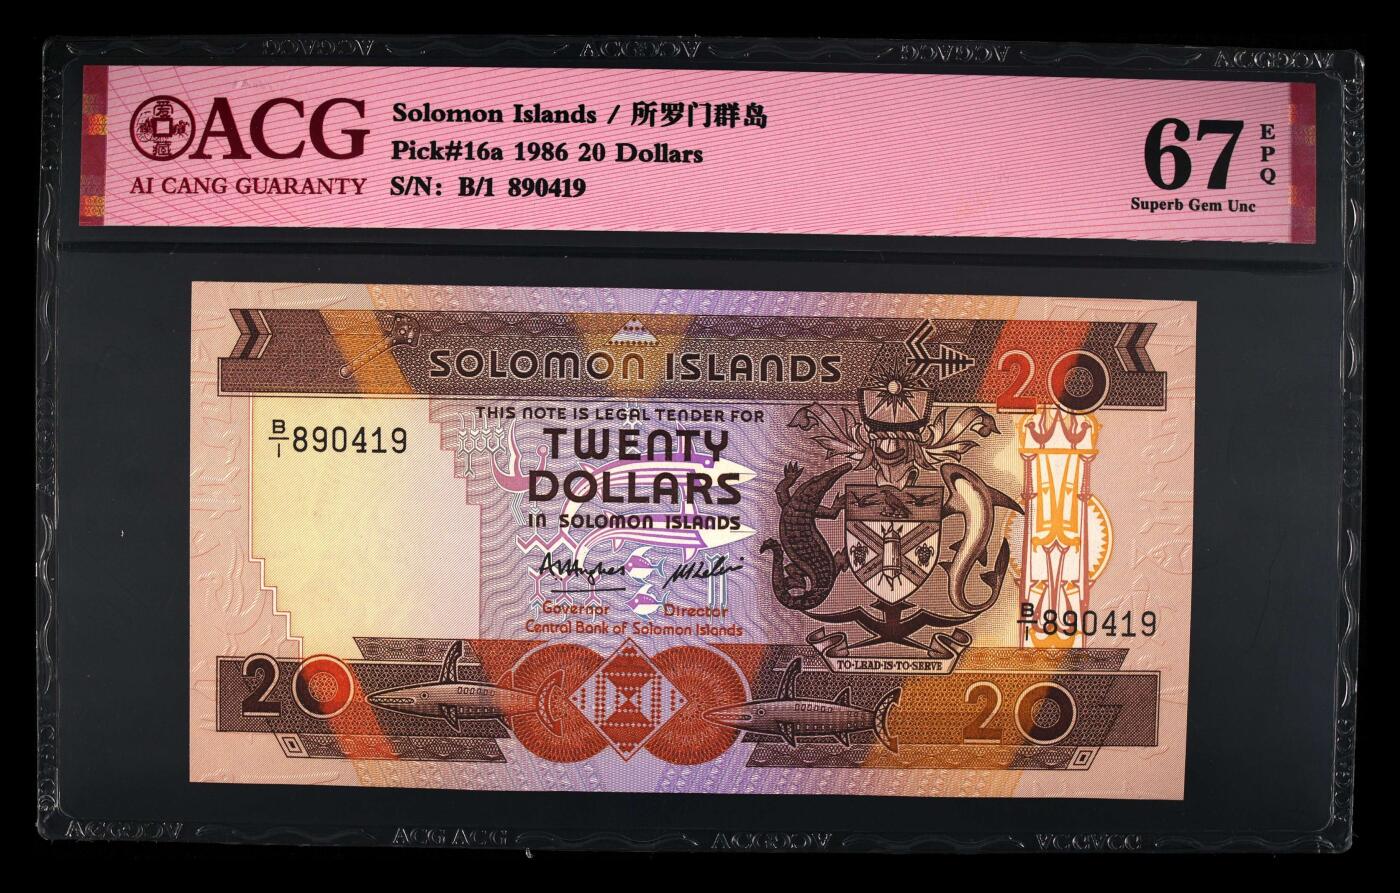 ACG
AI CANG GUARANTY
Solomon Islands / 所罗门群岛
Pick#16a 1986 20 Dollars
S/N: B/1 890419
67
EPQ
Superb Gem Unc
SOLOMON ISLANDS
20
THIS NOTE IS LEGAL TENDER FOR
TWENTY
DOLLARS
IN SOLOMON ISLANDS
B/1 890419
Governor Director
Central Bank of Solomon Islands
B/1 890419
TO·LEAD·IS·TO·SERVE
20
20